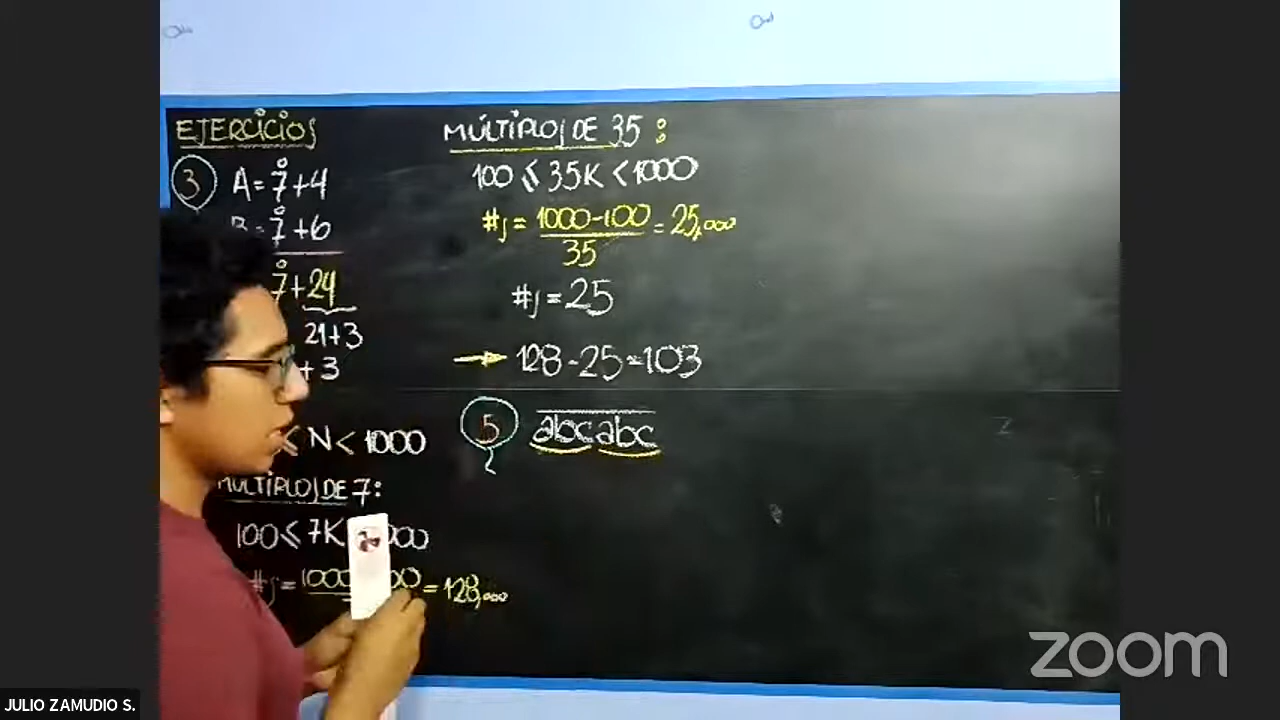 EJERCICIOS
3 A = 7° + 4
7° + 6
7° + 24
21 + 3
+ 3
< N < 1000
MÚLTIPLOS DE 7:
100 ≤ 7K
#s = = 128,...
MÚLTIPLOS DE 35:
100 ≤ 35K < 1000
#s = 1000-100 / 35 = 25,...
#s = 25
→ 128 - 25 = 103
5 abcabc
zoom
JULIO ZAMUDIO S.